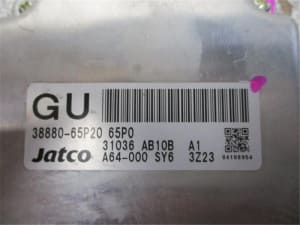 GU
38880-65P20 65P0
31036 AB10B A1
Jatco A64-000 SY6 3Z23